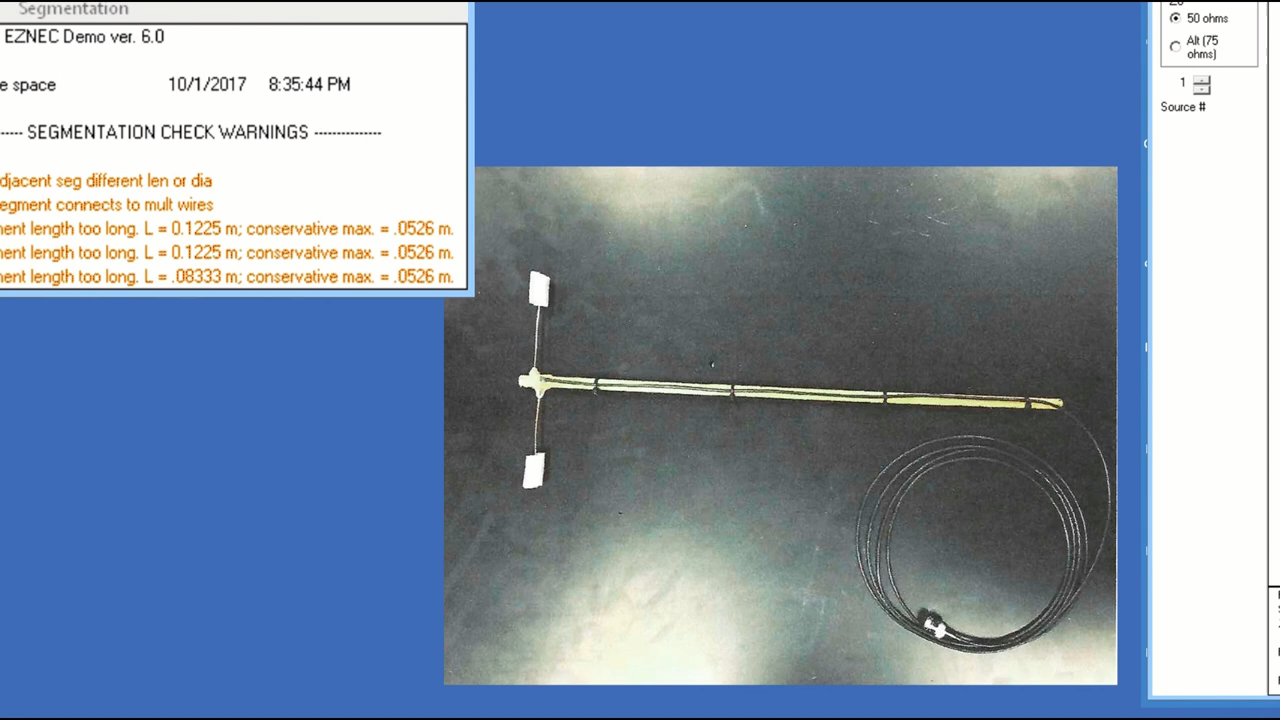 Segmentation
EZNEC Demo ver. 6.0
e space 10/1/2017 8:35:44 PM
----- SEGMENTATION CHECK WARNINGS ---------------
djacent seg different len or dia
egment connects to mult wires
nent length too long. L = 0.1225 m; conservative max. = .0526 m.
nent length too long. L = 0.1225 m; conservative max. = .0526 m.
nent length too long. L = .08333 m; conservative max. = .0526 m.
50 ohms
Alt (75
ohms)
1
Source #